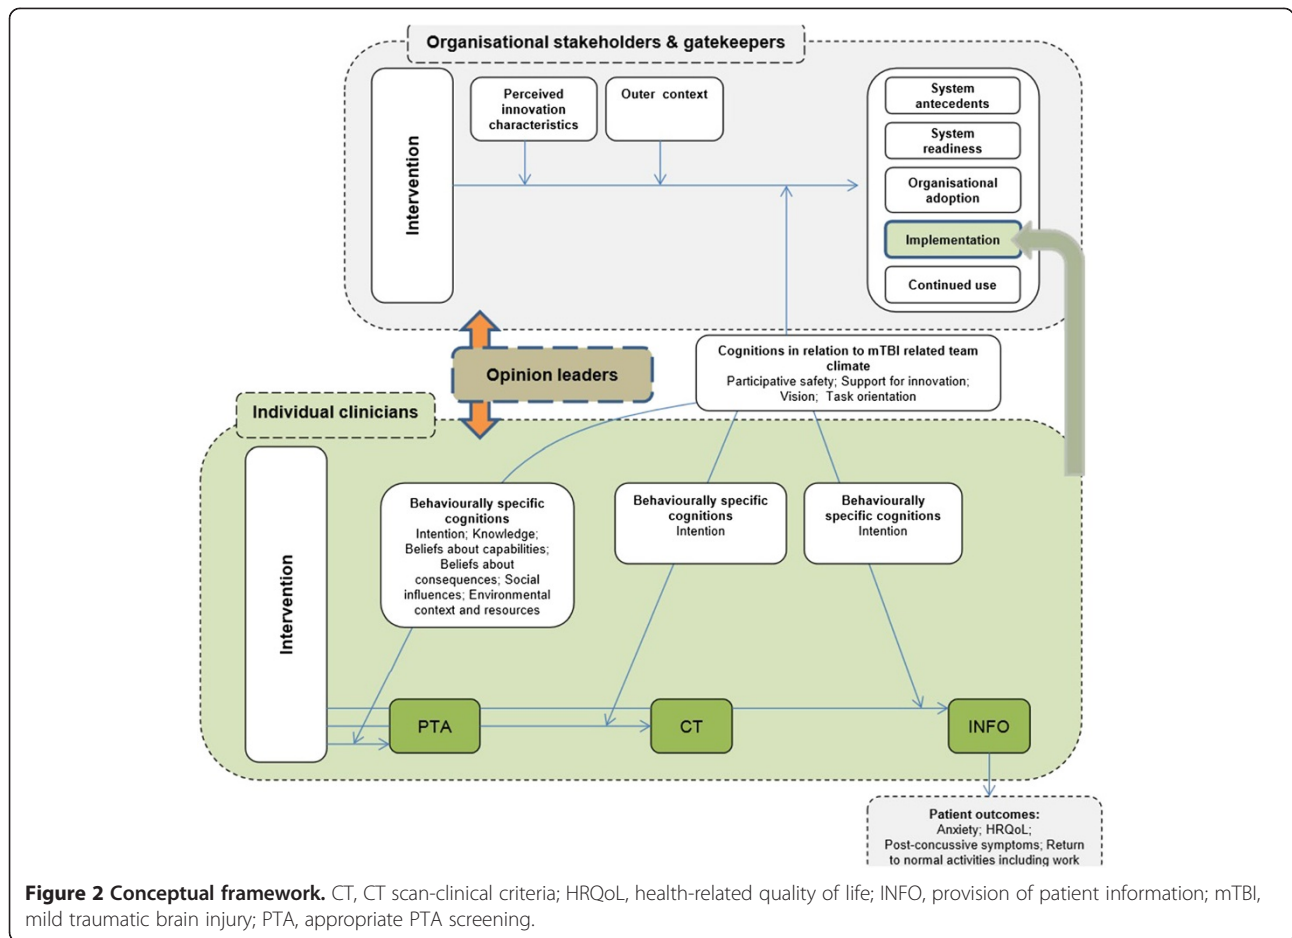 Organisational stakeholders & gatekeepers
Intervention
Perceived
innovation
characteristics
Outer context
System
antecedents
System
readiness
Organisational
adoption
Implementation
Continued use
Opinion leaders
Cognitions in relation to mTBI related team
climate
Participative safety; Support for innovation;
Vision; Task orientation
Individual clinicians
Intervention
Behaviourally specific
cognitions
Intention; Knowledge;
Beliefs about capabilities;
Beliefs about
consequences; Social
influences; Environmental
context and resources
Behaviourally specific
cognitions
Intention
Behaviourally
specific cognitions
Intention
PTA
CT
INFO
Patient outcomes:
Anxiety; HRQoL;
Post-concussive symptoms; Return
to normal activities including work
Figure 2 Conceptual framework. CT, CT scan-clinical criteria; HRQoL, health-related quality of life; INFO, provision of patient information; mTBI,
mild traumatic brain injury; PTA, appropriate PTA screening.